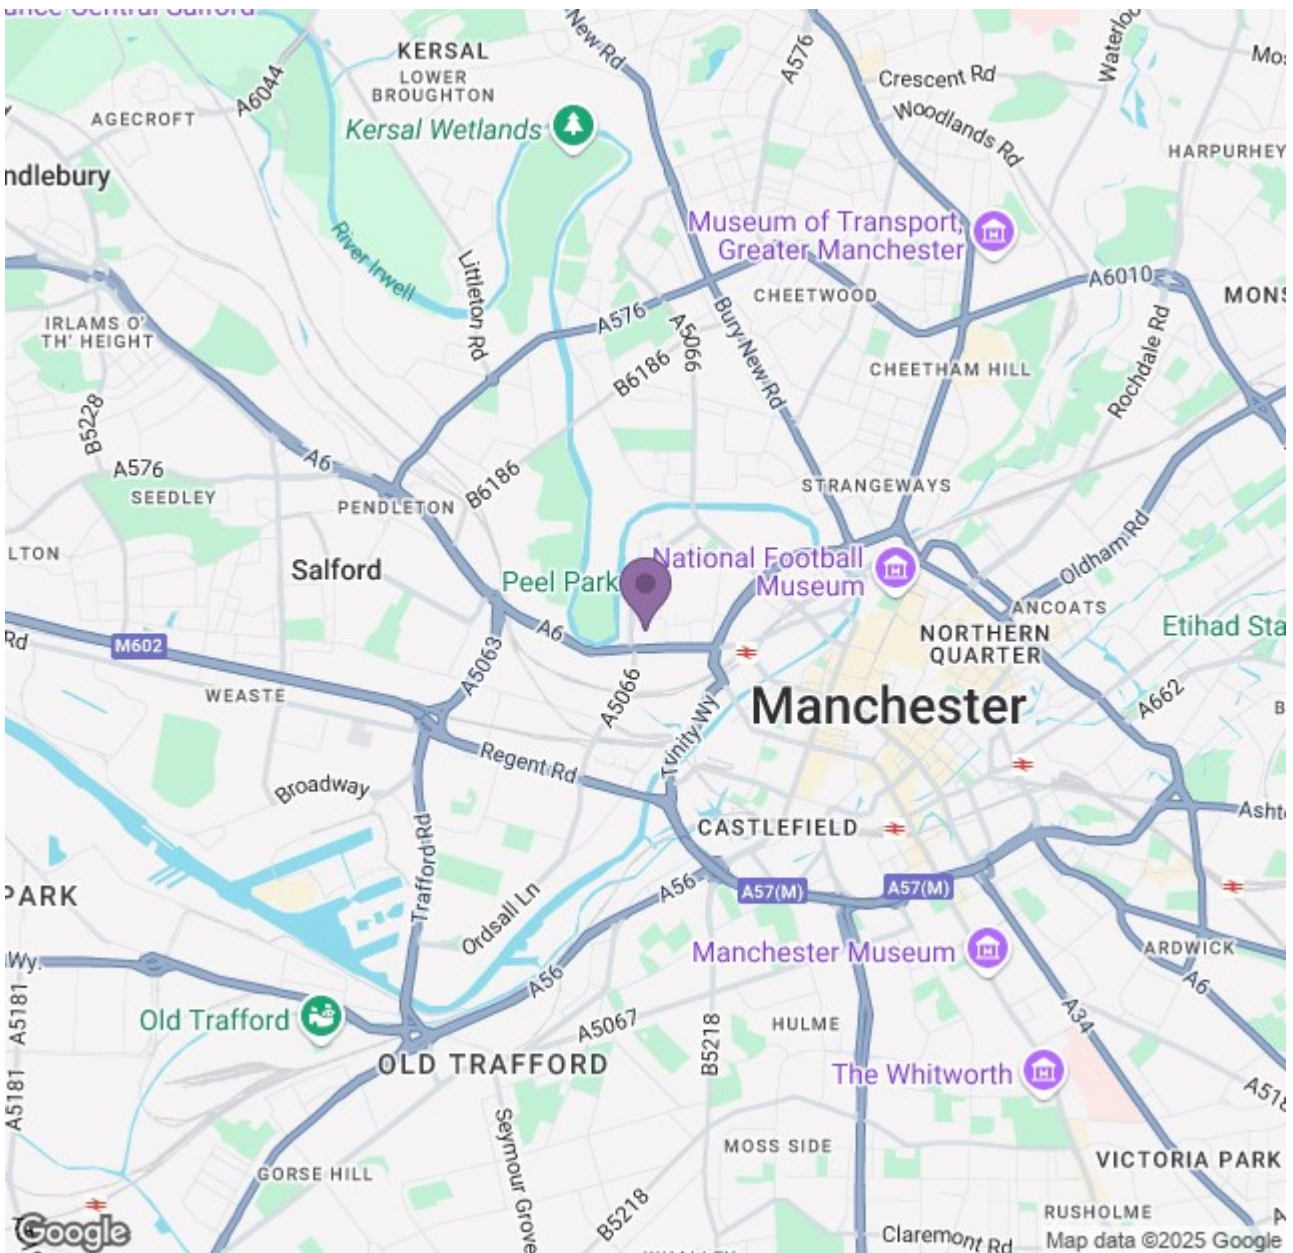 KERSAL
LOWER
BROUGHTON
New Rd
A576
Crescent Rd
Woodlands Rd
A6044
AGECROFT
Kersal Wetlands
HARPURHEY
ndlebury
River Irwell
Littleton Rd
Museum of Transport,
Greater Manchester
CHEETWOOD
A6010
IRLAMS O'
TH' HEIGHT
A576
A5066
Bury New Rd
B6186
CHEETHAM HILL
Rochdale Rd
B5228
A6
A576
SEEDLEY
PENDLETON
B6186
STRANGEWAYS
LTON
Salford
Peel Park
National Football
Museum
Oldham Rd
ANCOATS
NORTHERN
QUARTER
Etihad Sta
Rd
M602
A5063
A6
WEASTE
A5066
Trinity Wy
Manchester
A662
Regent Rd
Broadway
CASTLEFIELD
Trafford Rd
Ordsall Ln
A56
A57(M)
A57(M)
PARK
Manchester Museum
ARDWICK
Wy.
A56
A6
A5181
Old Trafford
A5067
B5218
HULME
A34
OLD TRAFFORD
The Whitworth
A5181
Seymour Grove
MOSS SIDE
VICTORIA PARK
GORSE HILL
B5218
RUSHOLME
Claremont Rd
Google
Map data ©2025 Google